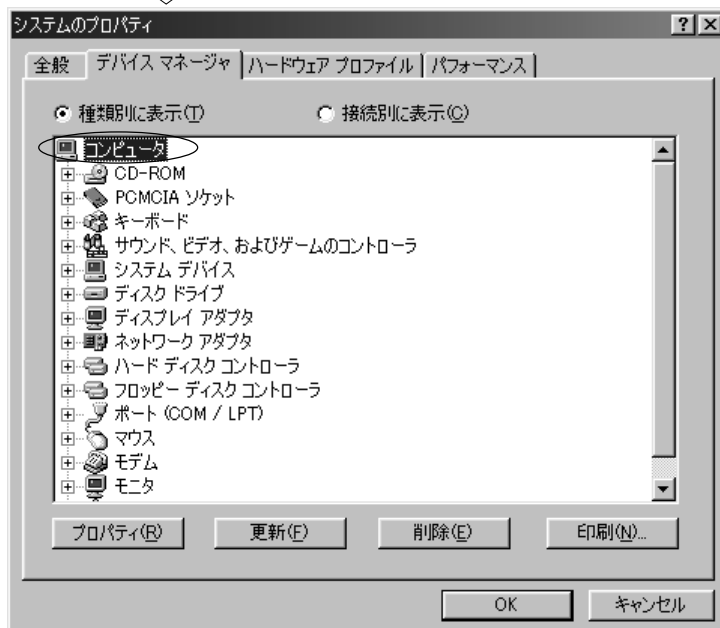 システムのプロパティ
全般 デバイス マネージャ ハードウェア プロファイル パフォーマンス
種類別に表示(T) 接続別に表示(C)
コンピュータ
CD-ROM
PCMCIA ソケット
キーボード
サウンド、ビデオ、およびゲームのコントローラ
システム デバイス
ディスク ドライブ
ディスプレイ アダプタ
ネットワーク アダプタ
ハード ディスク コントローラ
フロッピー ディスク コントローラ
ポート (COM / LPT)
マウス
モデム
モニタ
プロパティ(R) 更新(F) 削除(E) 印刷(N)...
OK キャンセル